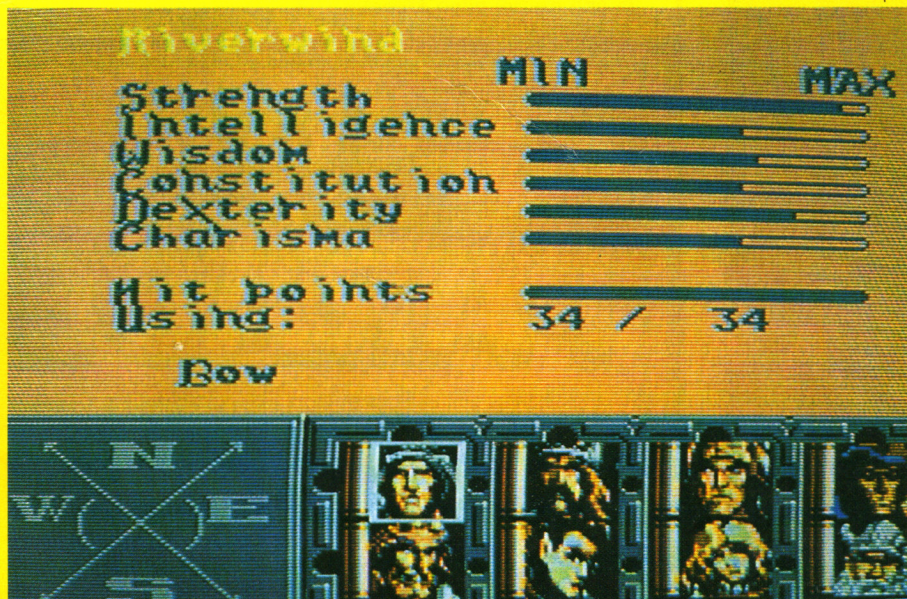 Riverwind
MIN MAX
Strength
Intelligence
Wisdom
Constitution
Dexterity
Charisma
Hit points
Using: 34 / 34
Bow
N
W E
S